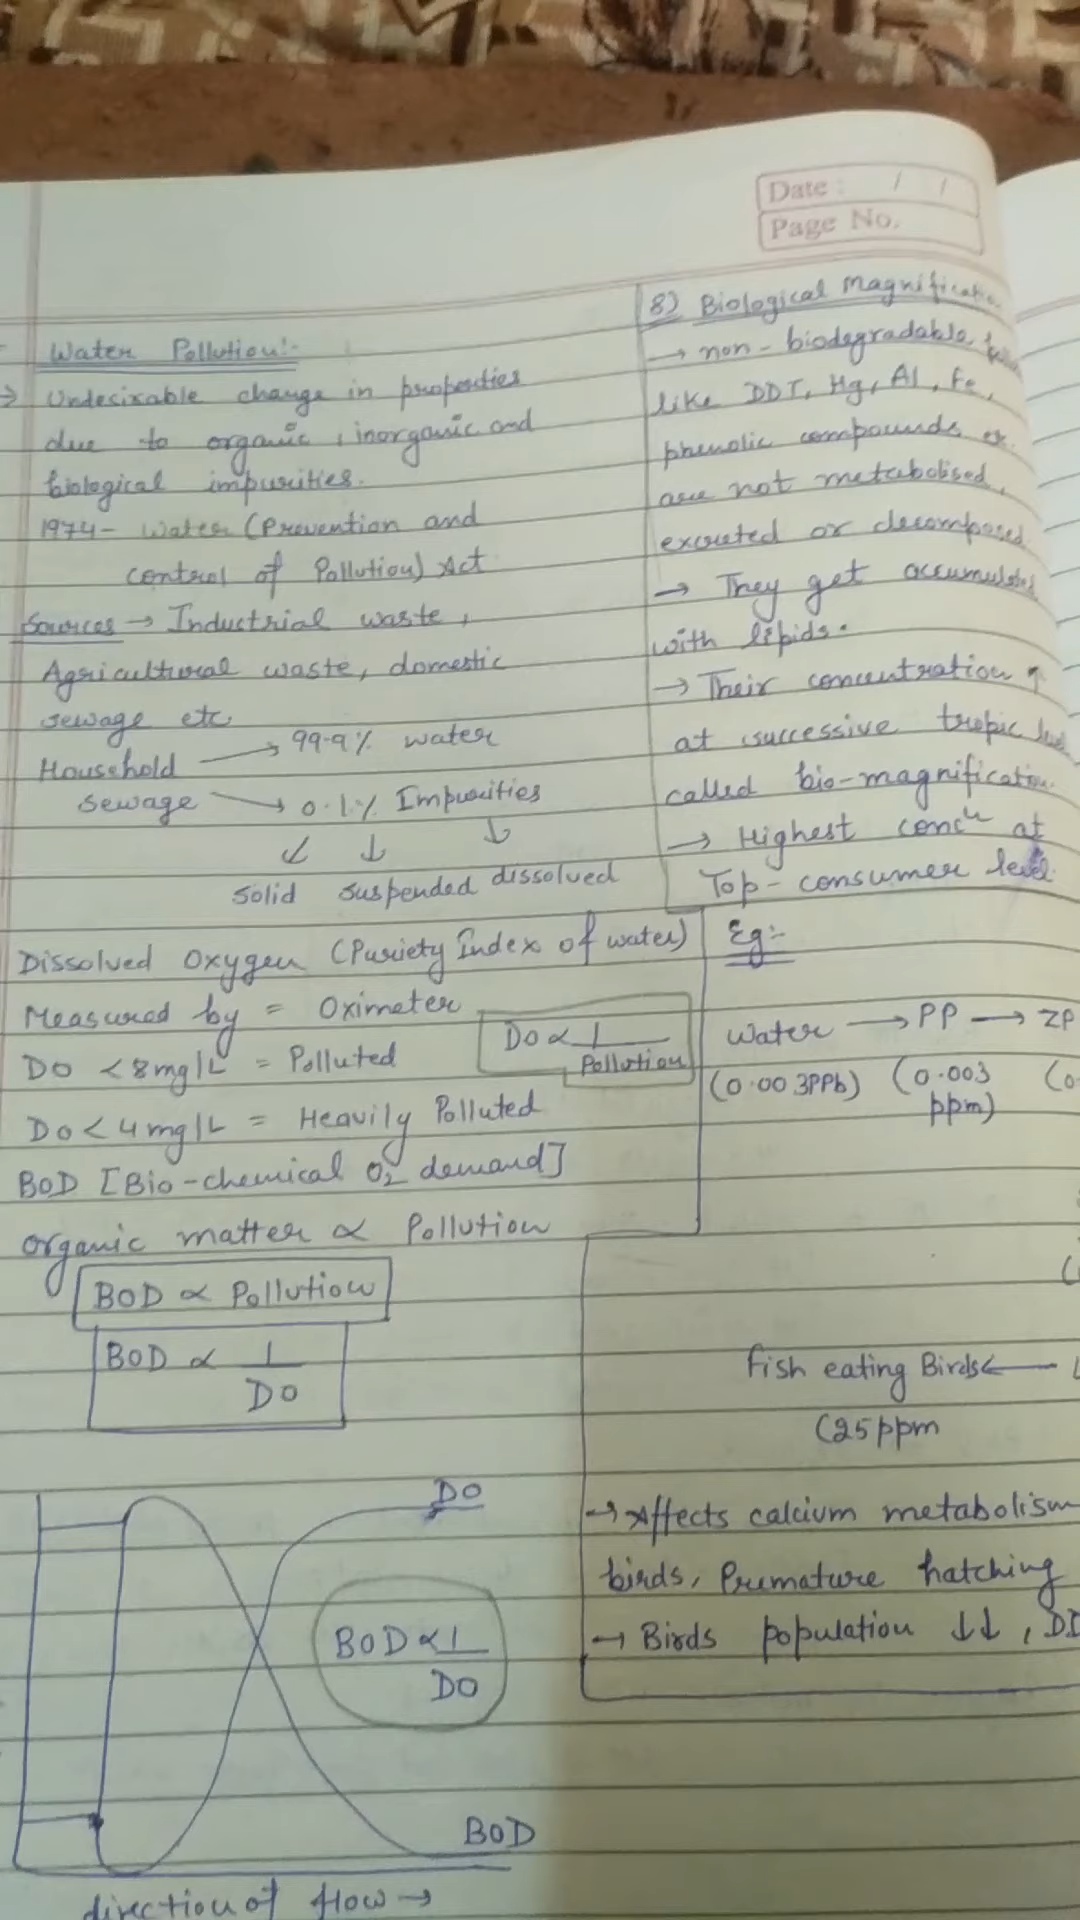 Date : / /
Page No.
Water Pollution:-
→ Undesirable change in properties
due to organic, inorganic and
biological impurities.
1974- Water (Prevention and
control of Pollution) Act
Sources → Industrial waste,
Agricultural waste, domestic
sewage etc
Household → 99.9% water
sewage → 0.1% Impurities
↙ ↓ ↓
solid suspended dissolved
Dissolved Oxygen (Puriety Index of water)
Measured by = Oximeter
DO < 8mg/L = Polluted
DO ∝ 1/Pollution
DO < 4mg/L = Heavily Polluted
BOD [Bio-chemical O₂ demand]
organic matter ∝ Pollution
BOD ∝ Pollution
BOD ∝ 1/DO
DO
BOD ∝ 1/DO
BOD
direction of flow →
8) Biological Magnificatio
→ non-biodegradable,
like DDT, Hg, Al, Fe,
phenolic compounds
are not metabolised,
excreted or decomposed
→ They get accumulated
with lipids.
→ Their concentration ↑
at successive tropic
called bio-magnification.
→ Highest concⁿ at
Top-consumer level.
Eg:-
Water → PP → ZP
(0.003PPb) (0.003 ppm) (0.
Fish eating Birds ←
(25ppm
→ Affects calcium metabolism
birds, Premature hatching
→ Birds population ↓↓,